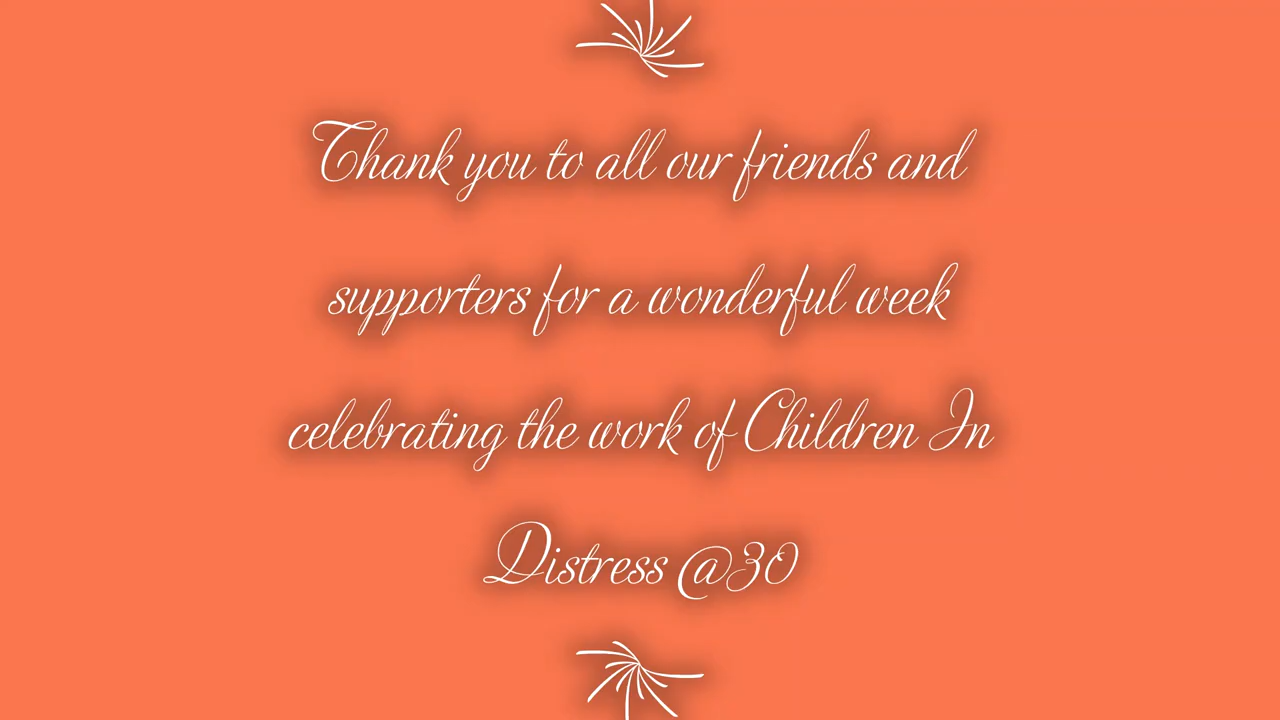 Thank you to all our friends and
supporters for a wonderful week
celebrating the work of Children In
Distress @30